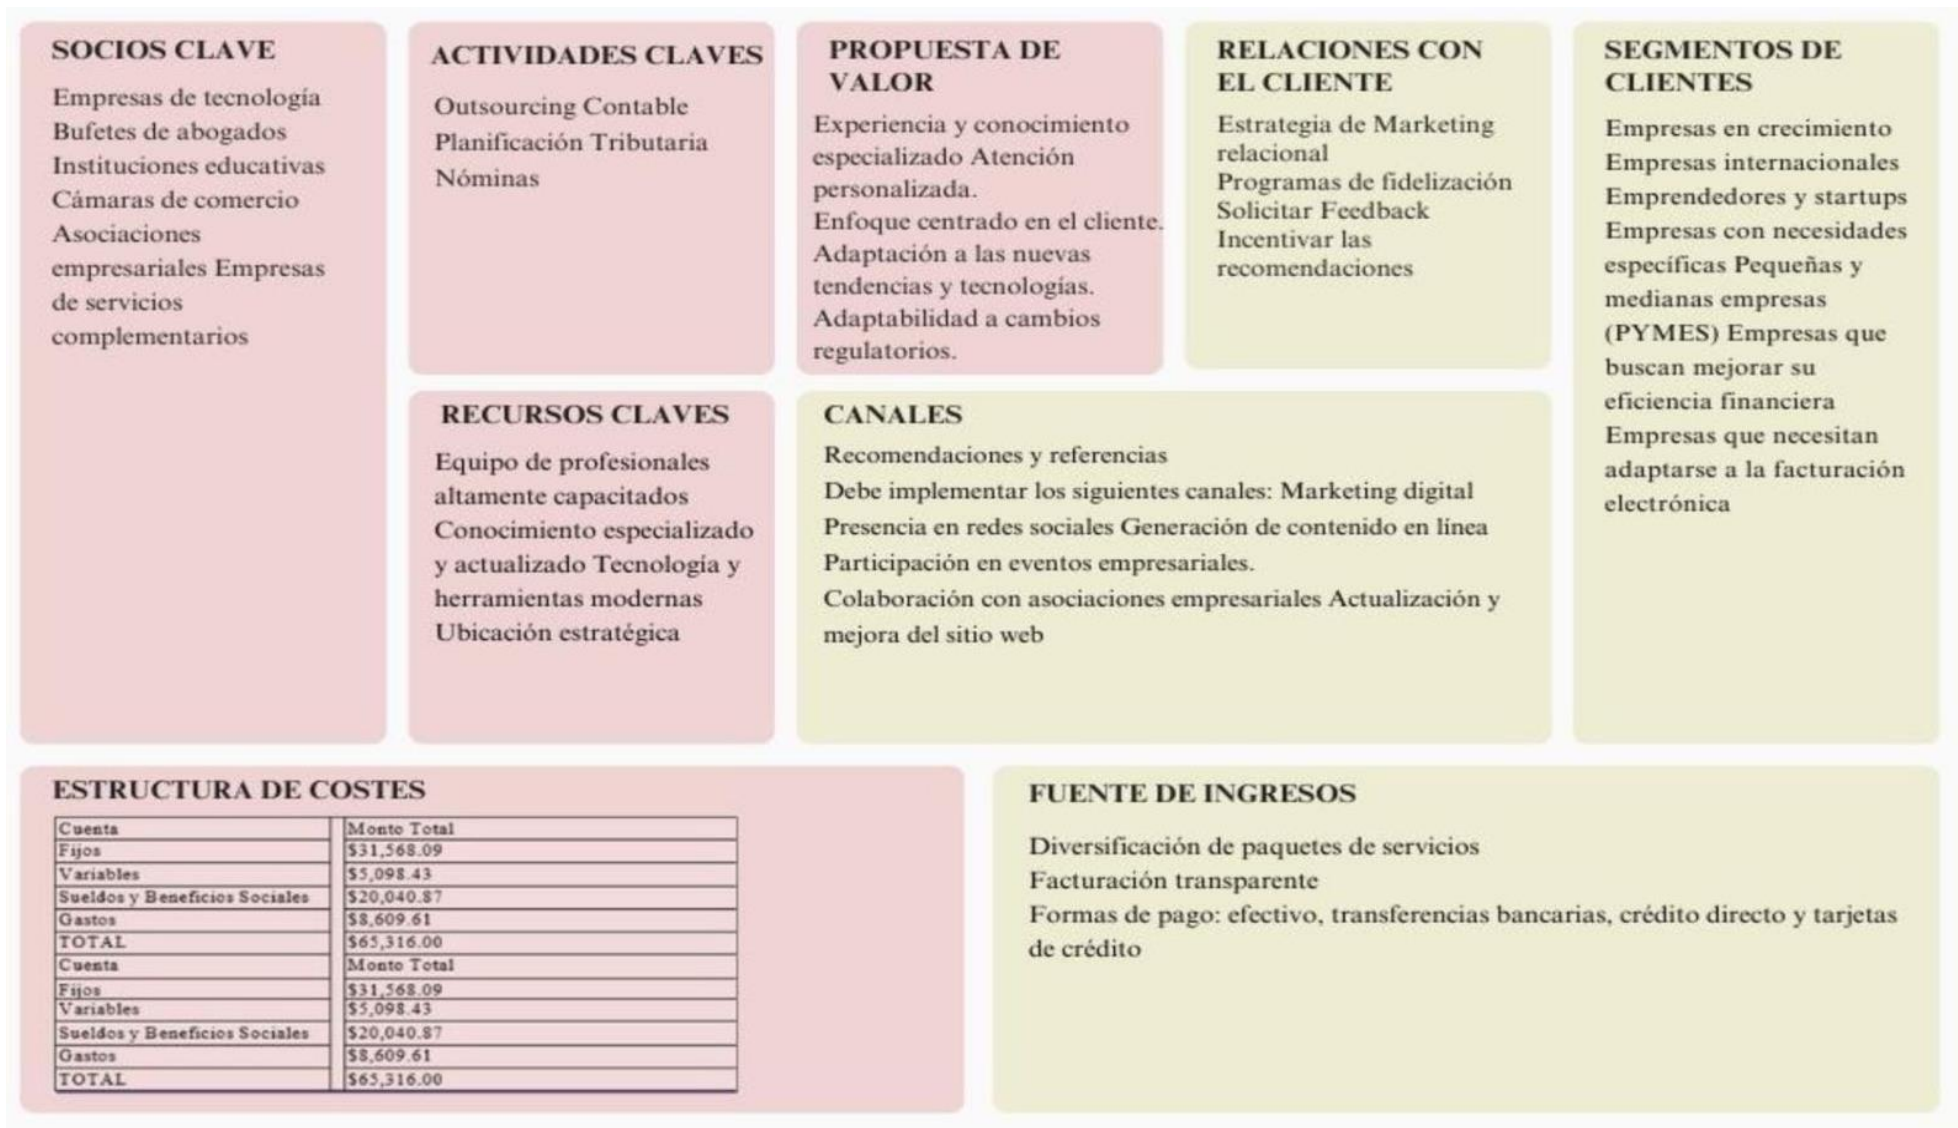 SOCIOS CLAVE
Empresas de tecnología
Bufetes de abogados
Instituciones educativas
Cámaras de comercio
Asociaciones
empresariales Empresas
de servicios
complementarios
ACTIVIDADES CLAVES
Outsourcing Contable
Planificación Tributaria
Nóminas
RECURSOS CLAVES
Equipo de profesionales
altamente capacitados
Conocimiento especializado
y actualizado Tecnología y
herramientas modernas
Ubicación estratégica
PROPUESTA DE
VALOR
Experiencia y conocimiento
especializado Atención
personalizada.
Enfoque centrado en el cliente.
Adaptación a las nuevas
tendencias y tecnologías.
Adaptabilidad a cambios
regulatorios.
RELACIONES CON
EL CLIENTE
Estrategia de Marketing
relacional
Programas de fidelización
Solicitar Feedback
Incentivar las
recomendaciones
CANALES
Recomendaciones y referencias
Debe implementar los siguientes canales: Marketing digital
Presencia en redes sociales Generación de contenido en línea
Participación en eventos empresariales.
Colaboración con asociaciones empresariales Actualización y
mejora del sitio web
SEGMENTOS DE
CLIENTES
Empresas en crecimiento
Empresas internacionales
Emprendedores y startups
Empresas con necesidades
específicas Pequeñas y
medianas empresas
(PYMES) Empresas que
buscan mejorar su
eficiencia financiera
Empresas que necesitan
adaptarse a la facturación
electrónica
ESTRUCTURA DE COSTES
Cuenta Monto Total
Fijos $31,568.09
Variables $5,098.43
Sueldos y Beneficios Sociales $20,040.87
Gastos $8,609.61
TOTAL $65,316.00
Cuenta Monto Total
Fijos $31,568.09
Variables $5,098.43
Sueldos y Beneficios Sociales $20,040.87
Gastos $8,609.61
TOTAL $65,316.00
FUENTE DE INGRESOS
Diversificación de paquetes de servicios
Facturación transparente
Formas de pago: efectivo, transferencias bancarias, crédito directo y tarjetas
de crédito